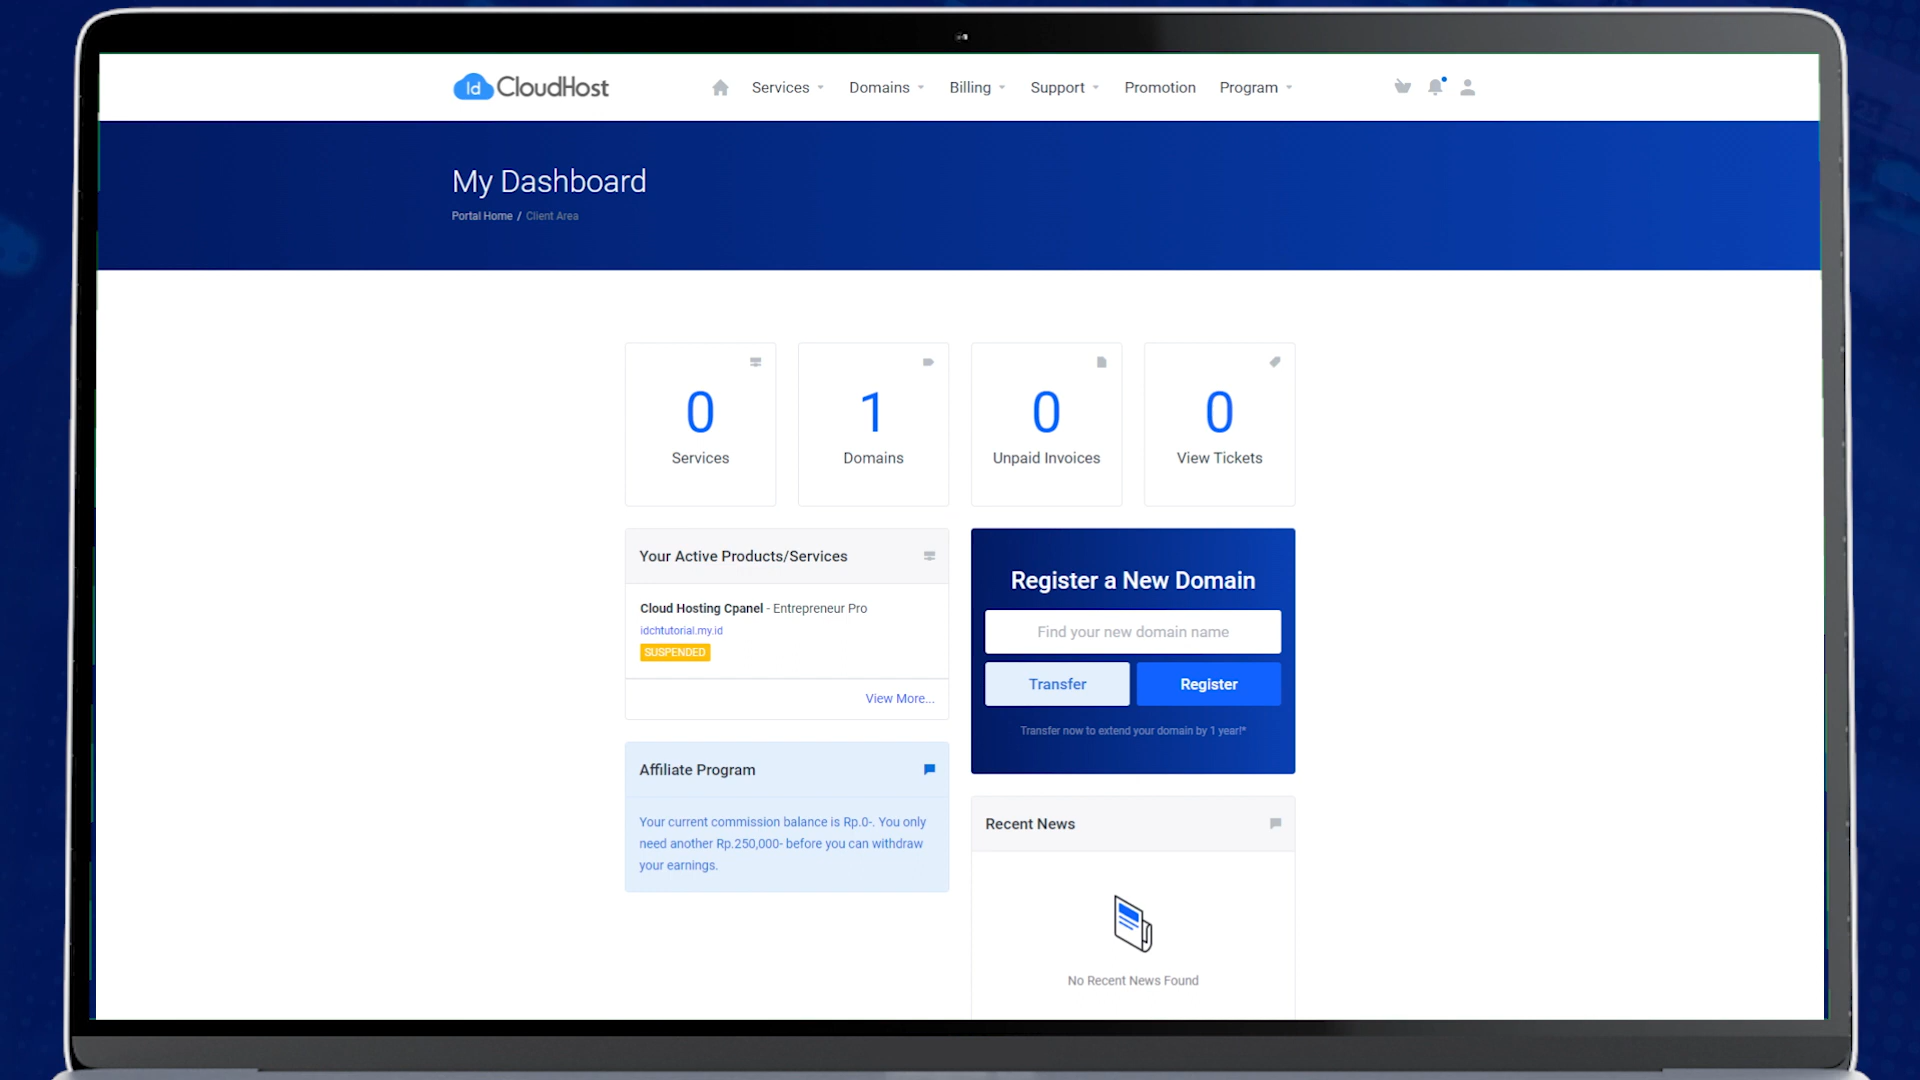 Id CloudHost
Services
Domains
Billing
Support
Promotion
Program
My Dashboard
Portal Home / Client Area
0
Services
1
Domains
0
Unpaid Invoices
0
View Tickets
Your Active Products/Services
Cloud Hosting Cpanel - Entrepreneur Pro
idchtutorial.my.id
SUSPENDED
View More...
Affiliate Program
Your current commission balance is Rp.0-. You only
need another Rp.250,000- before you can withdraw
your earnings.
Register a New Domain
Find your new domain name
Transfer
Register
Transfer now to extend your domain by 1 year!*
Recent News
No Recent News Found